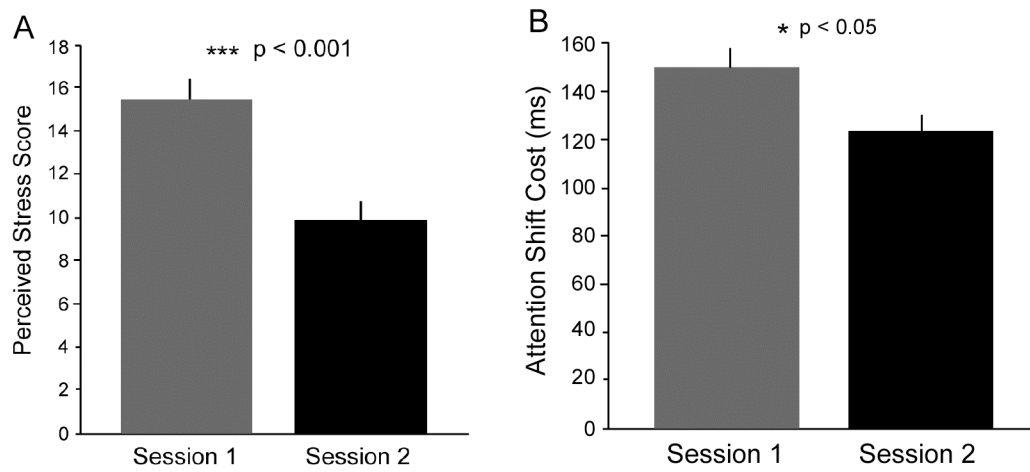 A
*** p < 0.001
Perceived Stress Score
18
16
14
12
10
8
6
4
2
0
Session 1 Session 2
B
* p < 0.05
Attention Shift Cost (ms)
160
140
120
100
80
60
40
20
0
Session 1 Session 2